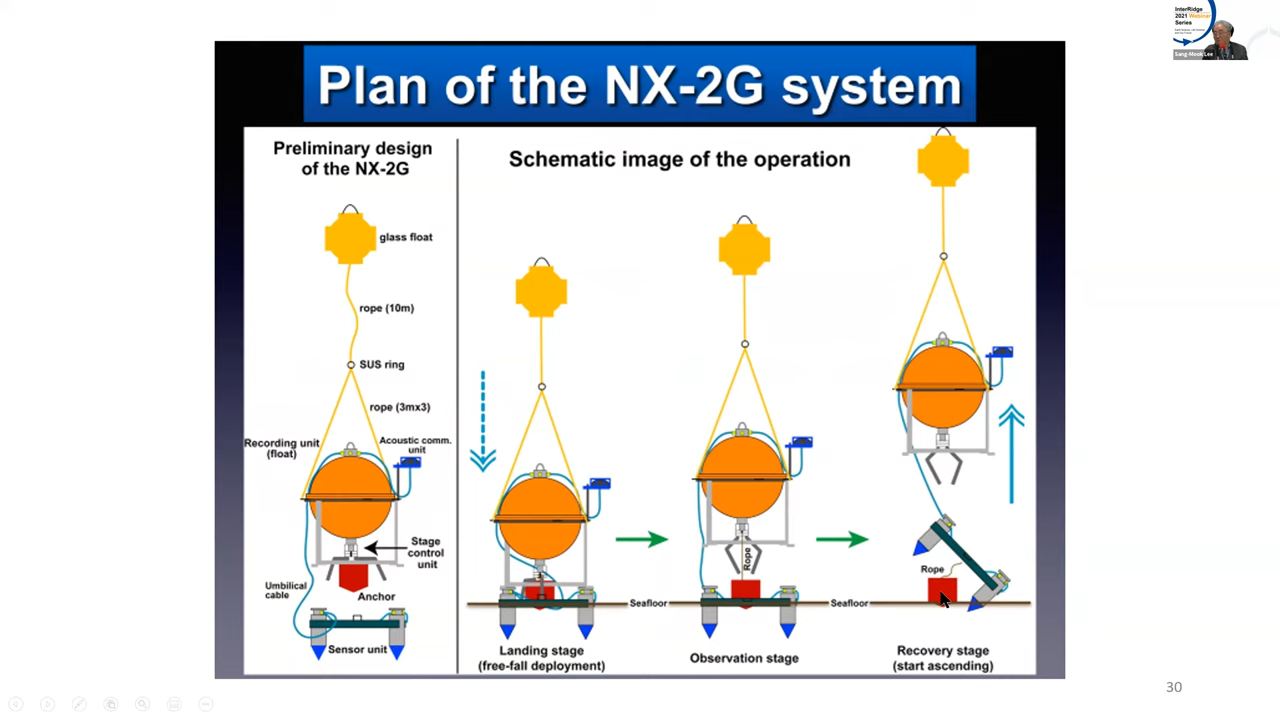 InterRidge
2021 Webinar
Series
Sang-Mook Lee
Plan of the NX-2G system
Preliminary design
of the NX-2G
glass float
rope (10m)
SUS ring
rope (3mx3)
Recording unit
(float)
Acoustic comm.
unit
Stage
control
unit
Umbilical
cable
Anchor
Sensor unit
Schematic image of the operation
Seafloor
Rope
Seafloor
Rope
Landing stage
(free-fall deployment)
Observation stage
Recovery stage
(start ascending)
30